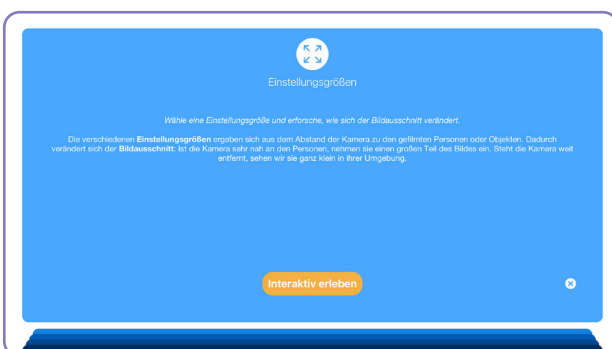 Einstellungsgrößen
Wähle eine Einstellungsgröße und erforsche, wie sich der Bildausschnitt verändert.
Die verschiedenen Einstellungsgrößen ergeben sich aus dem Abstand der Kamera zu den gefilmten Personen oder Objekten. Dadurch
verändert sich der Bildausschnitt: Ist die Kamera sehr nah an den Personen, nehmen sie einen großen Teil des Bildes ein. Steht die Kamera weit
entfernt, sehen wir sie ganz klein in ihrer Umgebung.
Interaktiv erleben